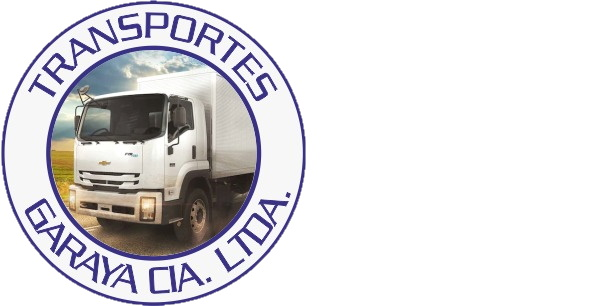 TRANSPORTES
GARAYA CIA. LTDA.